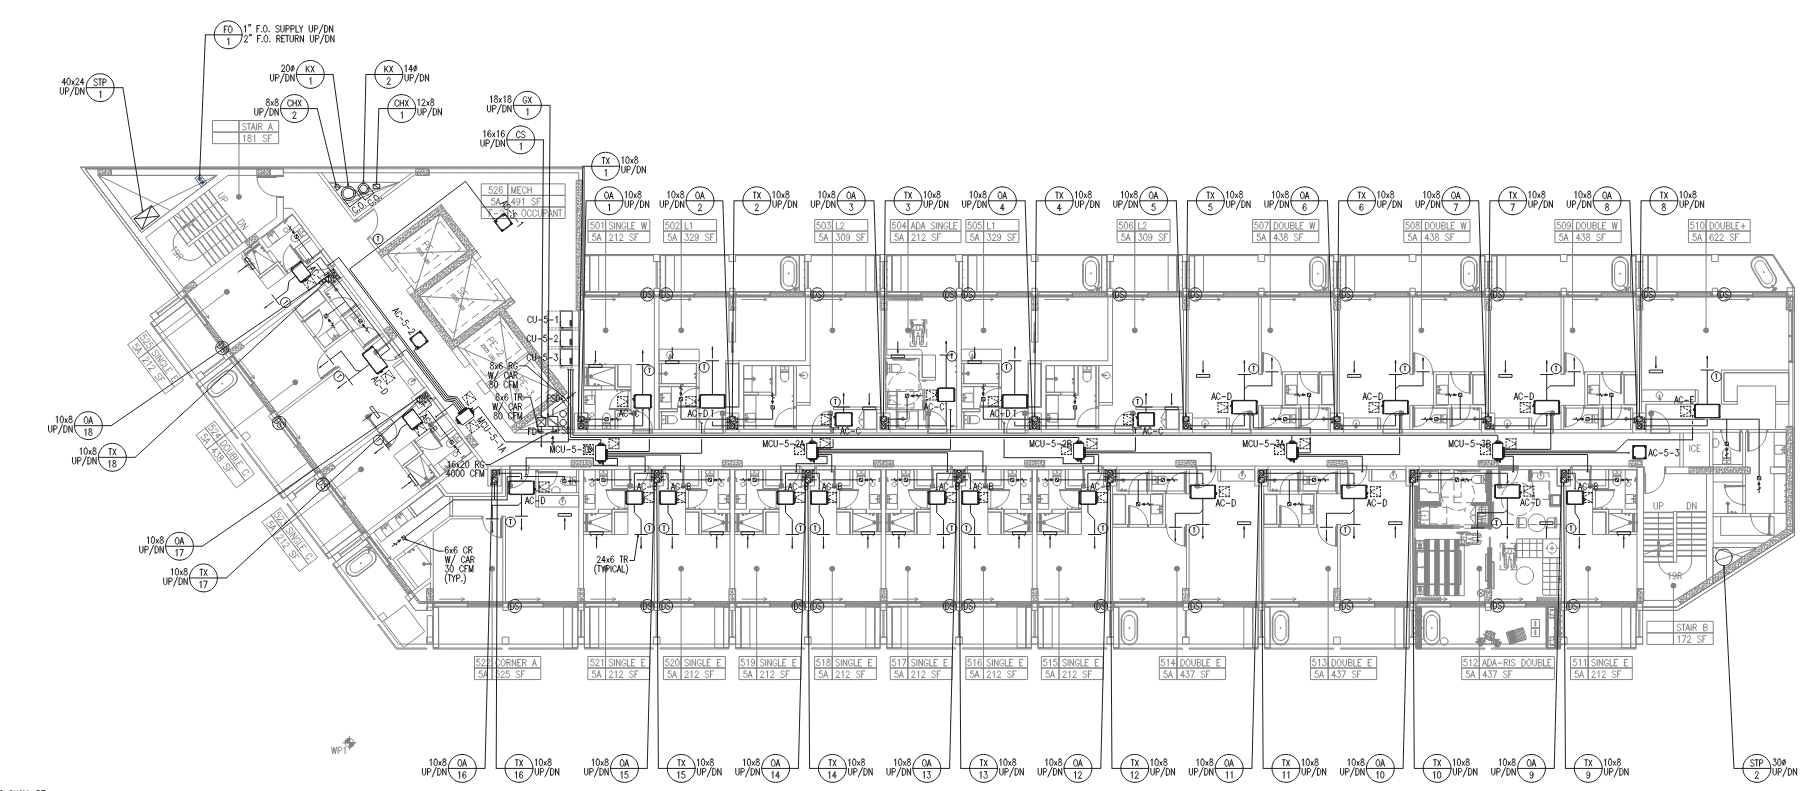 FO
1
1" F.O. SUPPLY UP/DN
2" F.O. RETURN UP/DN
40x24
UP/DN
STP
1
20ø
UP/DN
KX
1
KX
2
14ø
UP/DN
8x8
UP/DN
CHX
2
CHX
1
12x8
UP/DN
18x18
UP/DN
GX
1
16x16
UP/DN
CS
1
STAIR A
181 SF
TX
1
10x8
UP/DN
526 MECH
5A 491 SF
OCCUPANT
OA
1
10x8
UP/DN
10x8
UP/DN
OA
2
TX
2
10x8
UP/DN
10x8
UP/DN
OA
3
TX
3
10x8
UP/DN
10x8
UP/DN
OA
4
TX
4
10x8
UP/DN
10x8
UP/DN
OA
5
TX
5
10x8
UP/DN
10x8
UP/DN
OA
6
TX
6
10x8
UP/DN
10x8
UP/DN
OA
7
TX
7
10x8
UP/DN
10x8
UP/DN
OA
8
TX
8
10x8
UP/DN
501 SINGLE W
5A 212 SF
502 L1
5A 329 SF
503 L2
5A 309 SF
504 ADA SINGLE
5A 212 SF
505 L1
5A 329 SF
506 L2
5A 309 SF
507 DOUBLE W
5A 438 SF
508 DOUBLE W
5A 438 SF
509 DOUBLE W
5A 438 SF
510 DOUBLE+
5A 622 SF
UP
DN
19R
C.O. C.O.
AC-5-2
CU-5-1
CU-5-2
CU-5-3
8x6 RG
W/ CAR
80 CFM
8x6 TR
W/ CAR
80 CFM
FSD
525 SINGLE E
5A 212 SF
AC-D
AC-C
AC-D1
AC-C
AC-C
AC-D1
AC-C
AC-D
AC-D
AC-D
AC-E
10x8
UP/DN
OA
18
10x8
UP/DN
TX
18
524 DOUBLE C
5A 438 SF
MCU-5-1A
MCU-5-2A
MCU-5-2B
MCU-5-3A
MCU-5-3B
AC-5-3
ICE
16x20 RG
4000 CFM
AC-D
AC-B
AC-B
AC-B
AC-B
AC-B
AC-B
AC-B
AC-D
AC-D
AC-D
AC-B
UP
DN
SINGLE C
5A 212 SF
10x8
UP/DN
OA
17
10x8
UP/DN
TX
17
6x6 CR
W/ CAR
30 CFM
(TYP.)
24x6 TR
(TYPICAL)
19R
STAIR B
172 SF
522 CORNER A
5A 525 SF
521 SINGLE E
5A 212 SF
520 SINGLE E
5A 212 SF
519 SINGLE E
5A 212 SF
518 SINGLE E
5A 212 SF
517 SINGLE E
5A 212 SF
516 SINGLE E
5A 212 SF
515 SINGLE E
5A 212 SF
514 DOUBLE E
5A 437 SF
513 DOUBLE E
5A 437 SF
512 ADA-RIS DOUBLE
5A 437 SF
511 SINGLE E
5A 212 SF
WP1
10x8
UP/DN
OA
16
TX
16
10x8
UP/DN
10x8
UP/DN
OA
15
TX
15
10x8
UP/DN
10x8
UP/DN
OA
14
TX
14
10x8
UP/DN
10x8
UP/DN
OA
13
TX
13
10x8
UP/DN
10x8
UP/DN
OA
12
TX
12
10x8
UP/DN
10x8
UP/DN
OA
11
TX
11
10x8
UP/DN
10x8
UP/DN
OA
10
TX
10
10x8
UP/DN
10x8
UP/DN
OA
9
TX
9
10x8
UP/DN
STP
2
30ø
UP/DN